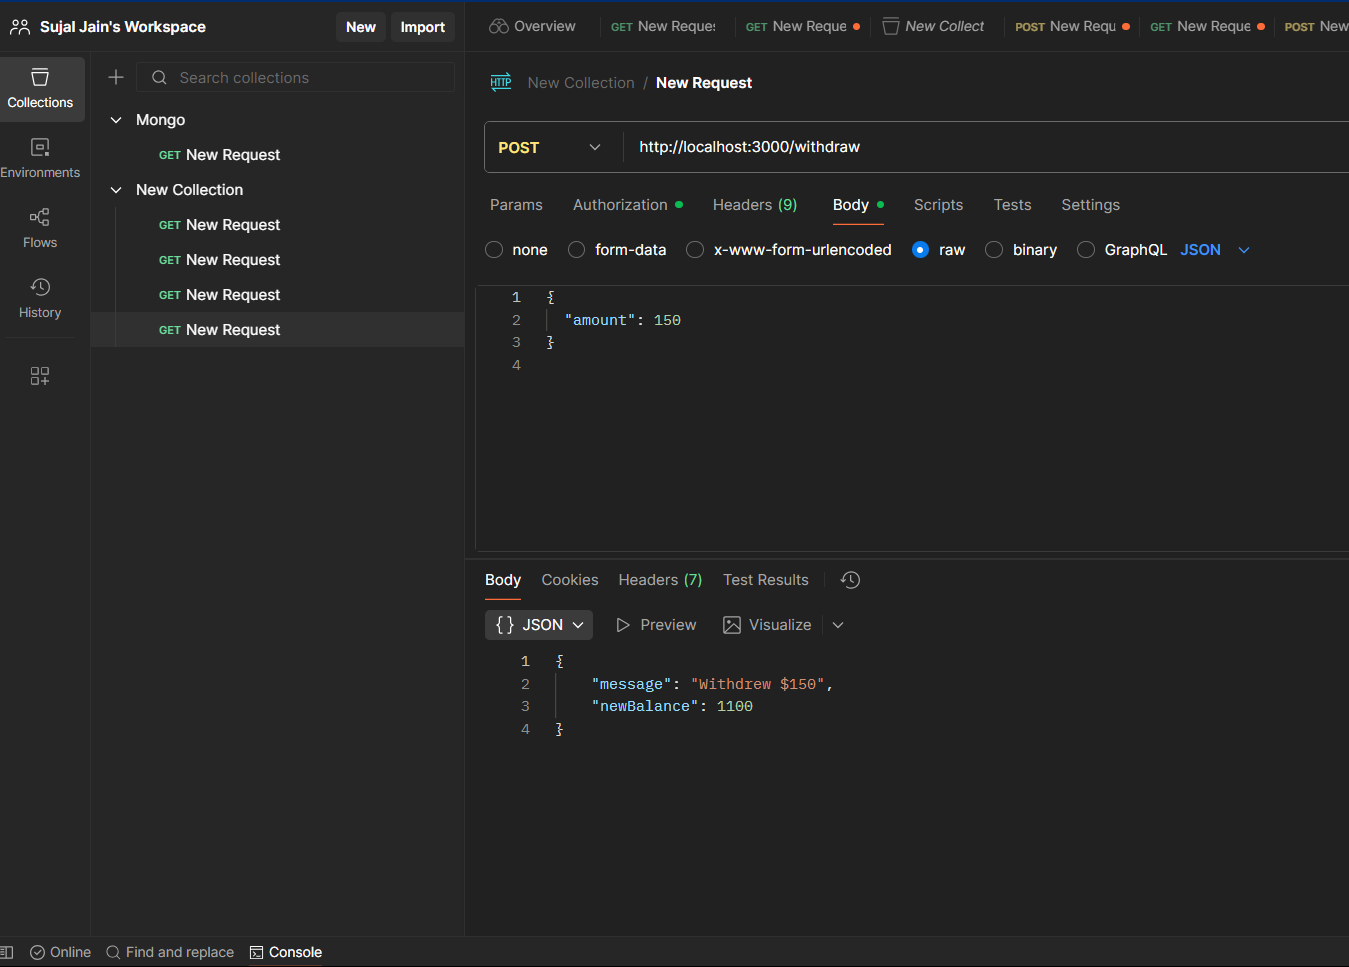 Sujal Jain's Workspace New Import
Overview GET New Reques GET New Reque New Collect POST New Requ GET New Reque POST New
Collections
Environments
Flows
History
Search collections
Mongo
GET New Request
New Collection
GET New Request
GET New Request
GET New Request
GET New Request
HTTP New Collection / New Request
POST http://localhost:3000/withdraw
Params Authorization Headers (9) Body Scripts Tests Settings
none form-data x-www-form-urlencoded raw binary GraphQL JSON
1 {
2 "amount": 150
3 }
4
Body Cookies Headers (7) Test Results
{} JSON Preview Visualize
1 {
2 "message": "Withdrew $150",
3 "newBalance": 1100
4 }
Online Find and replace Console